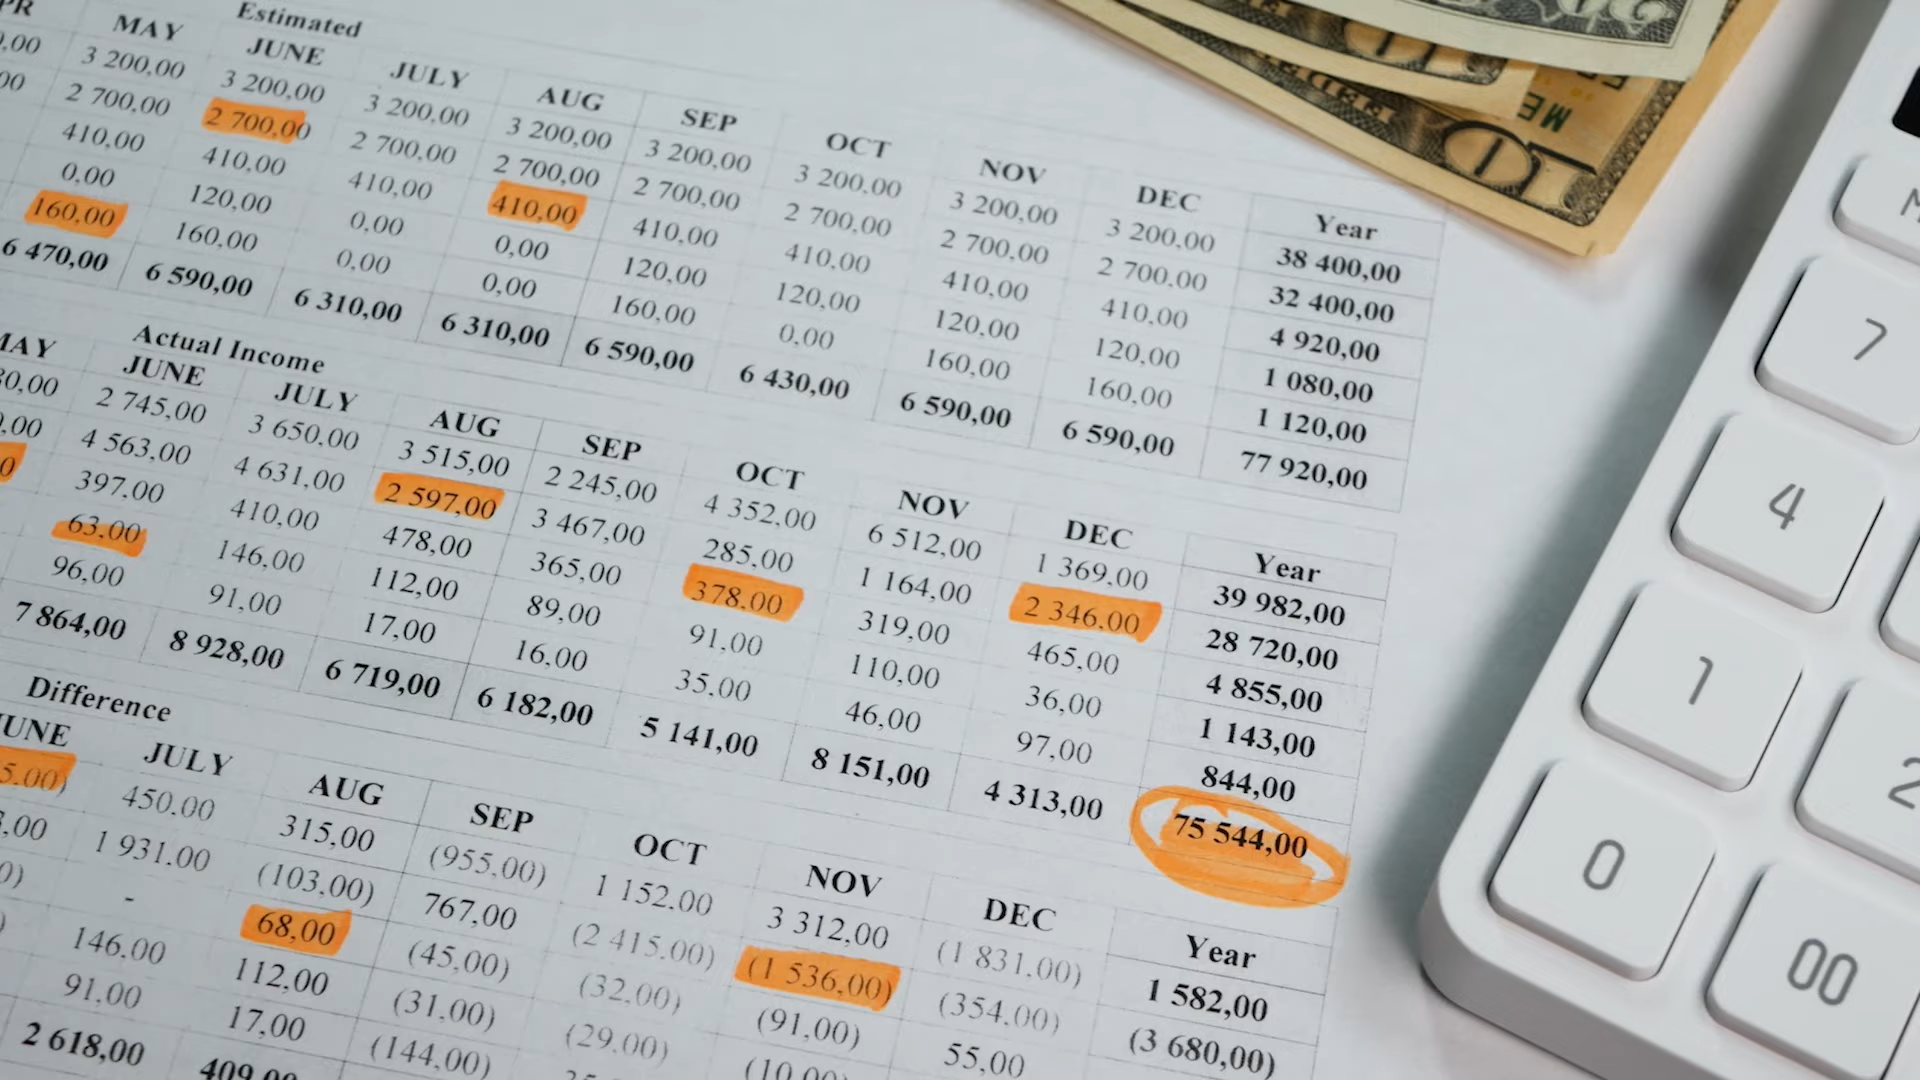 Estimated
MAY JUNE JULY AUG SEP OCT NOV DEC Year
3 200,00 3 200,00 3 200,00 3 200,00 3 200,00 3 200,00 3 200,00 3 200,00 38 400,00
2 700,00 2 700,00 2 700,00 2 700,00 2 700,00 2 700,00 2 700,00 2 700,00 32 400,00
410,00 410,00 410,00 410,00 410,00 410,00 410,00 410,00 4 920,00
0,00 120,00 0,00 0,00 120,00 120,00 120,00 120,00 1 080,00
160,00 160,00 0,00 0,00 160,00 0,00 160,00 160,00 1 120,00
6 470,00 6 590,00 6 310,00 6 310,00 6 590,00 6 430,00 6 590,00 6 590,00 77 920,00
Actual Income
MAY JUNE JULY AUG SEP OCT NOV DEC Year
2 745,00 3 650,00 3 515,00 2 245,00 4 352,00 6 512,00 1 369,00 39 982,00
4 563,00 4 631,00 2 597,00 3 467,00 285,00 1 164,00 2 346,00 28 720,00
397,00 410,00 478,00 365,00 378,00 319,00 465,00 4 855,00
63,00 146,00 112,00 89,00 91,00 110,00 36,00 1 143,00
96,00 91,00 17,00 16,00 35,00 46,00 97,00 844,00
7 864,00 8 928,00 6 719,00 6 182,00 5 141,00 8 151,00 4 313,00 75 544,00
Difference
JUNE JULY AUG SEP OCT NOV DEC Year
450,00 315,00 (955,00) 1 152,00 3 312,00 (1 831,00) 1 582,00
1 931,00 (103,00) 767,00 (2 415,00) (1 536,00) (354,00) (3 680,00)
- 68,00 (45,00) (32,00) (91,00) 55,00
146,00 112,00 (31,00) (29,00)
91,00 17,00 (144,00)
2 618,00 409,00
10
7
4
1
2
0
00